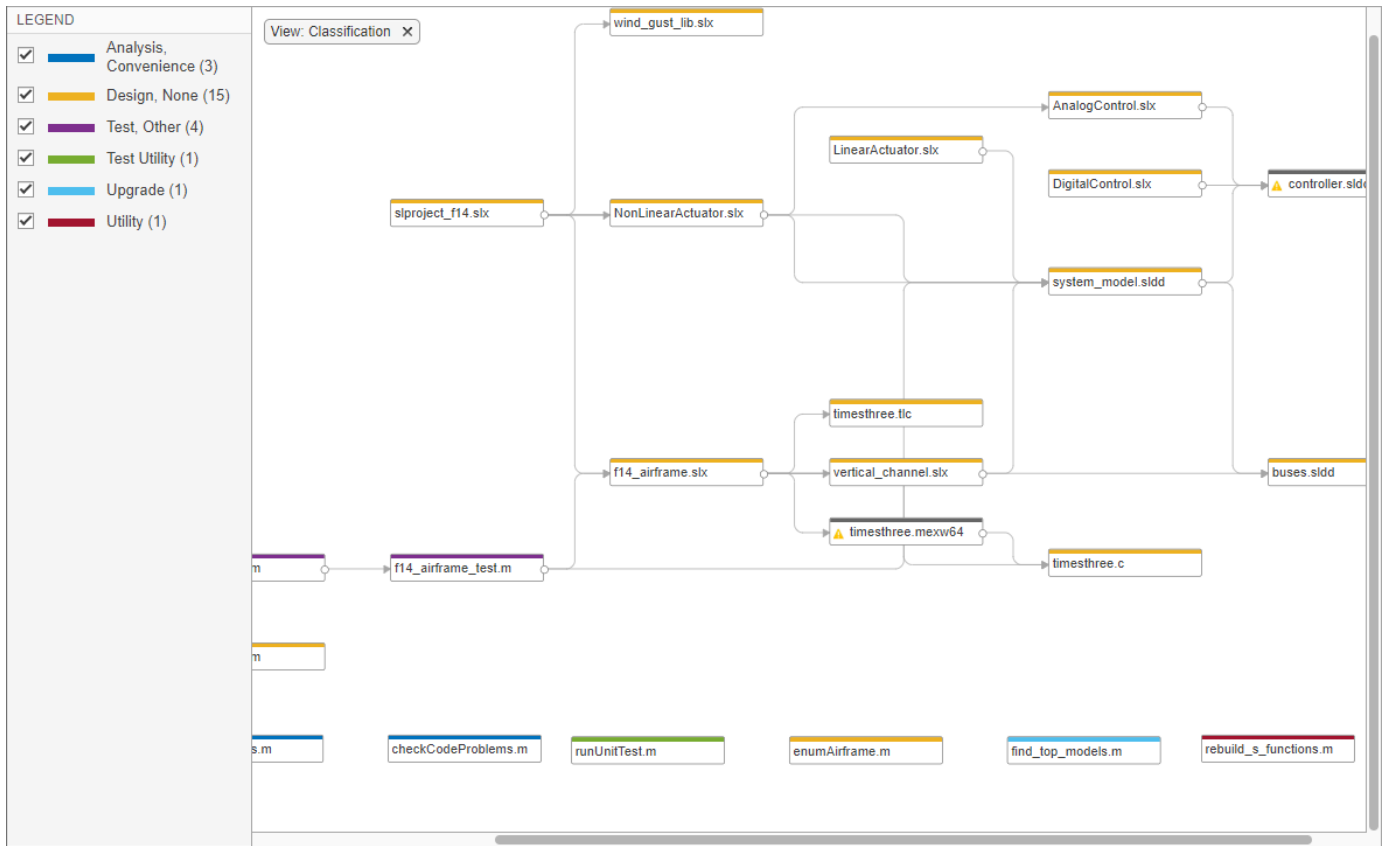 LEGEND
Analysis,
Convenience (3)
Design, None (15)
Test, Other (4)
Test Utility (1)
Upgrade (1)
Utility (1)
View: Classification
wind_gust_lib.slx
AnalogControl.slx
LinearActuator.slx
DigitalControl.slx
controller.sldd
slproject_f14.slx
NonLinearActuator.slx
system_model.sldd
timesthree.tlc
f14_airframe.slx
vertical_channel.slx
buses.sldd
timesthree.mexw64
m
f14_airframe_test.m
timesthree.c
m
s.m
checkCodeProblems.m
runUnitTest.m
enumAirframe.m
find_top_models.m
rebuild_s_functions.m